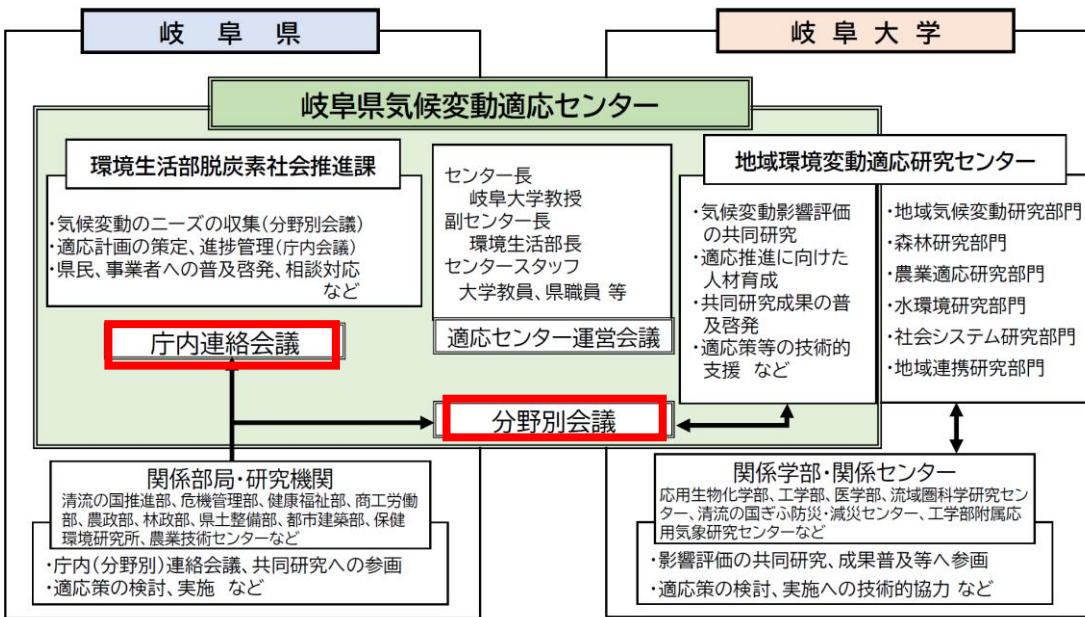 岐阜県
岐阜大学
岐阜県気候変動適応センター
環境生活部脱炭素社会推進課
・気候変動のニーズの収集(分野別会議)
・適応計画の策定、進捗管理(庁内会議)
・県民、事業者への普及啓発、相談対応
など
庁内連絡会議
センター長
岐阜大学教授
副センター長
環境生活部長
センタースタッフ
大学教員、県職員 等
適応センター運営会議
分野別会議
地域環境変動適応研究センター
・気候変動影響評価
の共同研究
・適応推進に向けた
人材育成
・共同研究成果の普
及啓発
・適応策等の技術的
支援 など
・地域気候変動研究部門
・森林研究部門
・農業適応研究部門
・水環境研究部門
・社会システム研究部門
・地域連携研究部門
関係部局・研究機関
清流の国推進部、危機管理部、健康福祉部、商工労働
部、農政部、林政部、県土整備部、都市建築部、保健
環境研究所、農業技術センターなど
・庁内(分野別)連絡会議、共同研究への参画
・適応策の検討、実施 など
関係学部・関係センター
応用生物化学部、工学部、医学部、流域圏科学研究セン
ター、清流の国ぎふ防災・減災センター、工学部附属応
用気象研究センターなど
・影響評価の共同研究、成果普及等へ参画
・適応策の検討、実施への技術的協力 など